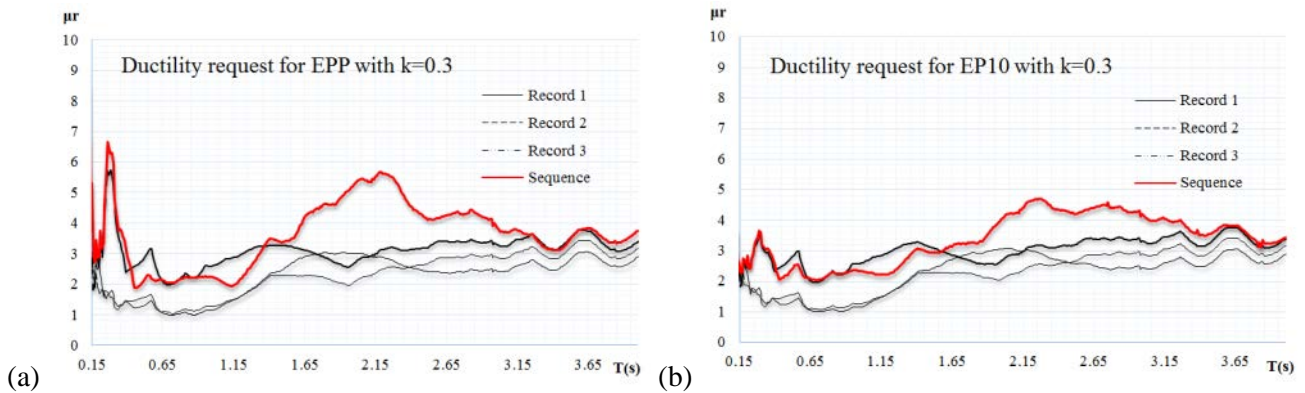 μr
10
9
8
7
6
5
4
3
2
1
0
Ductility request for EPP with k=0.3
Record 1
Record 2
Record 3
Sequence
0.15 0.65 1.15 1.65 2.15 2.65 3.15 3.65 T(s)
(a)
μr
10
9
8
7
6
5
4
3
2
1
0
Ductility request for EP10 with k=0.3
Record 1
Record 2
Record 3
Sequence
0.15 0.65 1.15 1.65 2.15 2.65 3.15 3.65 T(s)
(b)